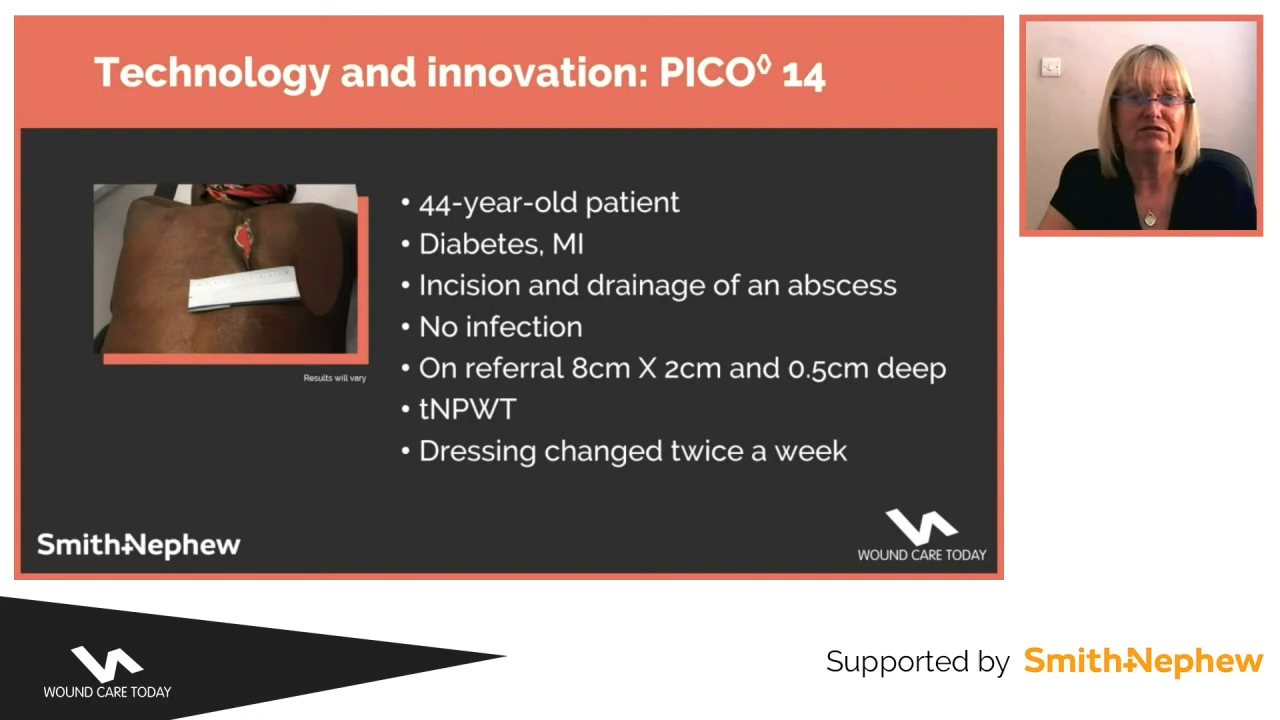 Technology and innovation: PICO◊ 14
• 44-year-old patient
• Diabetes, MI
• Incision and drainage of an abscess
• No infection
• On referral 8cm X 2cm and 0.5cm deep
• tNPWT
• Dressing changed twice a week
Results will vary
Smith+Nephew
WOUND CARE TODAY
WOUND CARE TODAY
Supported by Smith+Nephew